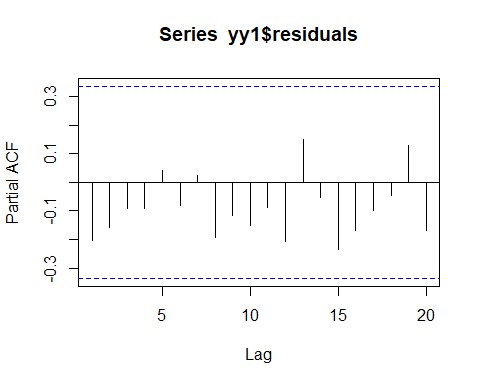 Series yy1$residuals
Partial ACF
0.3
0.1
-0.1
-0.3
5 10 15 20
Lag